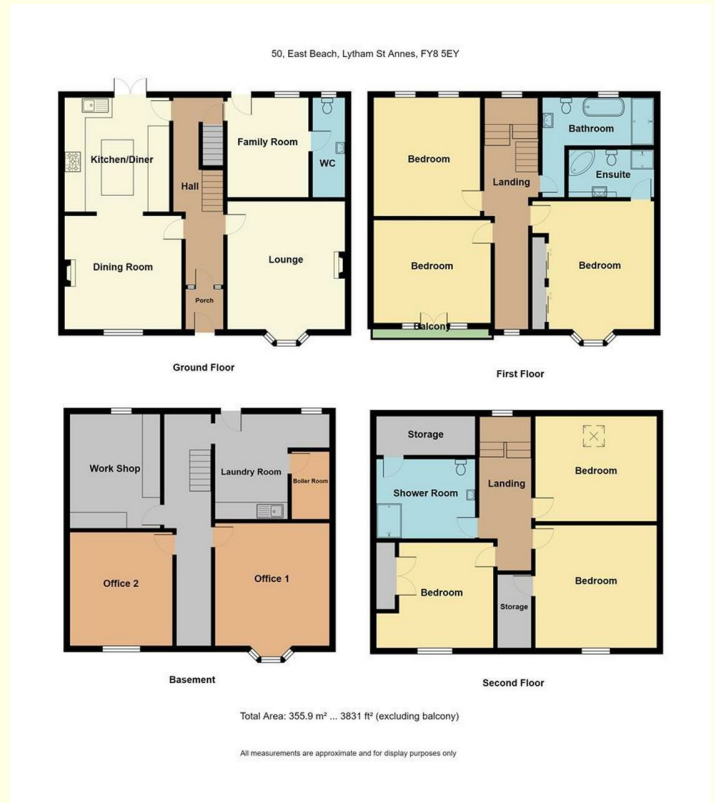 50, East Beach, Lytham St Annes, FY8 5EY
Kitchen/Diner
Hall
Family Room
WC
Dining Room
Lounge
Porch
Ground Floor
Bedroom
Landing
Bathroom
Ensuite
Bedroom
Bedroom
Balcony
First Floor
Work Shop
Laundry Room
Boiler Room
Office 2
Office 1
Basement
Storage
Shower Room
Landing
Bedroom
Bedroom
Storage
Bedroom
Second Floor
Total Area: 355.9 m² ... 3831 ft² (excluding balcony)
All measurements are approximate and for display purposes only